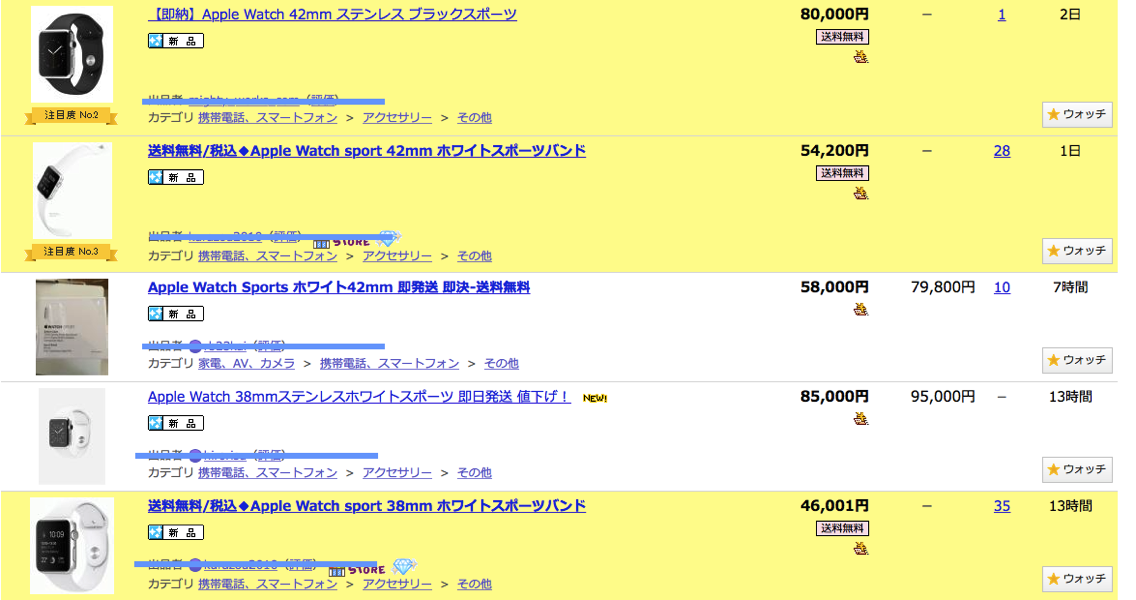 【即納】Apple Watch 42mm ステンレス ブラックスポーツ 80,000円 − 1 2日
新品 送料無料
出品者 (評価)
注目度 No.2 カテゴリ 携帯電話、スマートフォン > アクセサリー > その他 ウォッチ
送料無料/税込◆Apple Watch sport 42mm ホワイトスポーツバンド 54,200円 − 28 1日
新品 送料無料
出品者 (評価) STORE
注目度 No.3 カテゴリ 携帯電話、スマートフォン > アクセサリー > その他 ウォッチ
Apple Watch Sports ホワイト42mm 即発送 即決-送料無料 58,000円 79,800円 10 7時間
新品
出品者 (評価)
カテゴリ 家電、AV、カメラ > 携帯電話、スマートフォン > その他 ウォッチ
Apple Watch 38mmステンレスホワイトスポーツ 即日発送 値下げ！ NEW! 85,000円 95,000円 − 13時間
新品
出品者 (評価)
カテゴリ 携帯電話、スマートフォン > アクセサリー > その他 ウォッチ
送料無料/税込◆Apple Watch sport 38mm ホワイトスポーツバンド 46,001円 − 35 13時間
新品 送料無料
10:09
出品者 (評価) STORE
カテゴリ 携帯電話、スマートフォン > アクセサリー > その他 ウォッチ